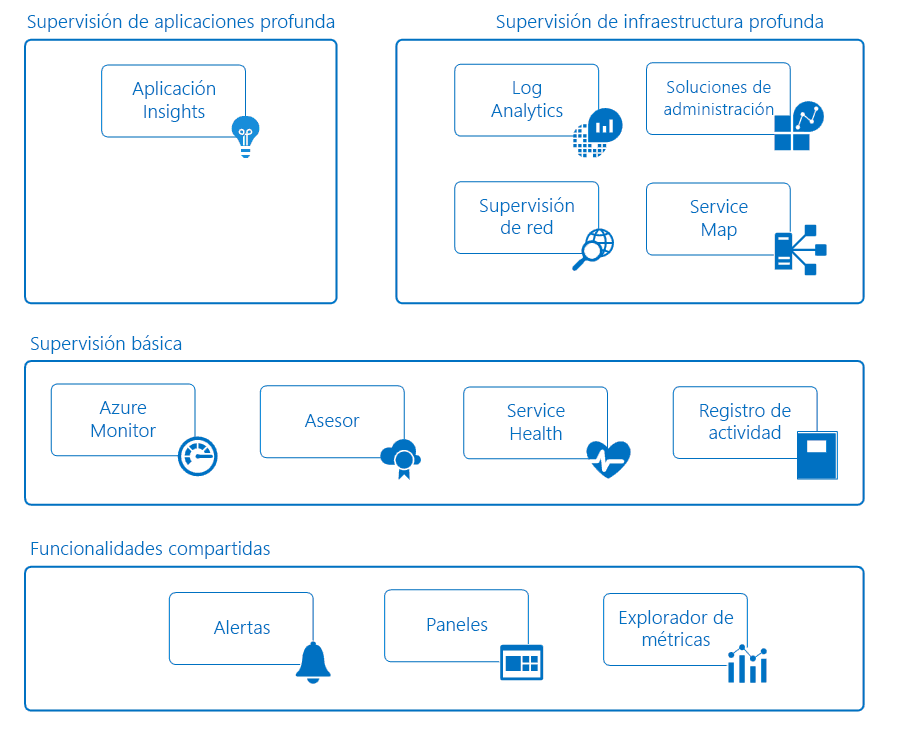 Supervisión de aplicaciones profunda
Aplicación
Insights
Supervisión de infraestructura profunda
Log
Analytics
Soluciones de
administración
Supervisión
de red
Service
Map
Supervisión básica
Azure
Monitor
Asesor
Service
Health
Registro de
actividad
Funcionalidades compartidas
Alertas
Paneles
Explorador de
métricas